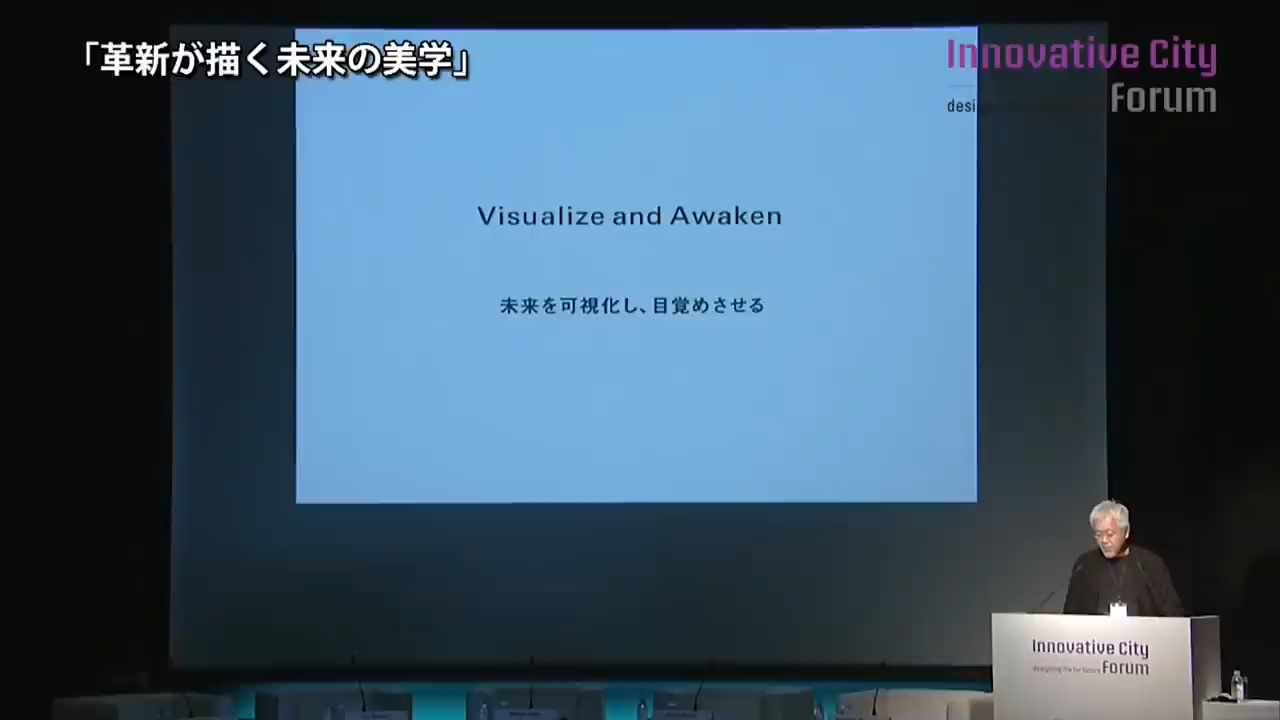 「革新が描く未来の美学」
Innovative City
Forum
desi
Visualize and Awaken
未来を可視化し、目覚めさせる
Innovative City
Forum